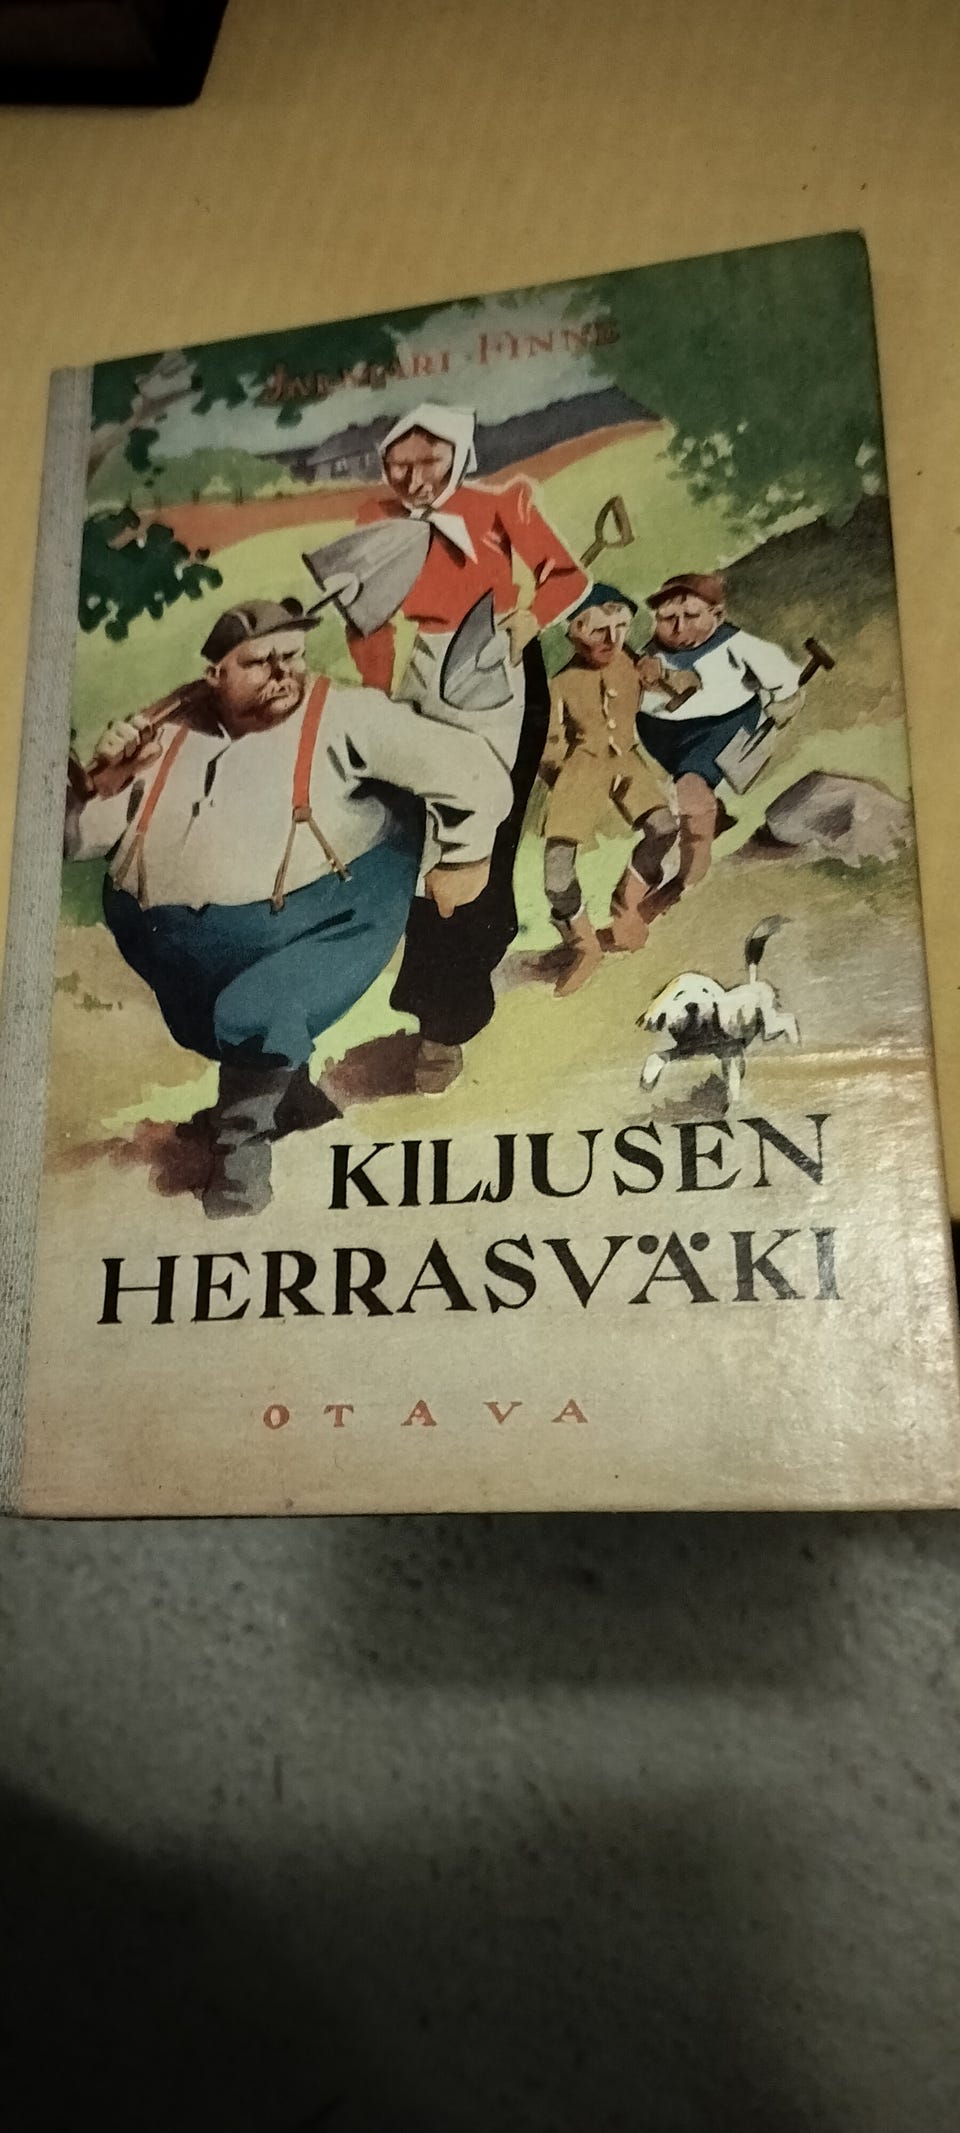 JALMARI FINNE
KILJUSEN
HERRASVÄKI
OTAVA